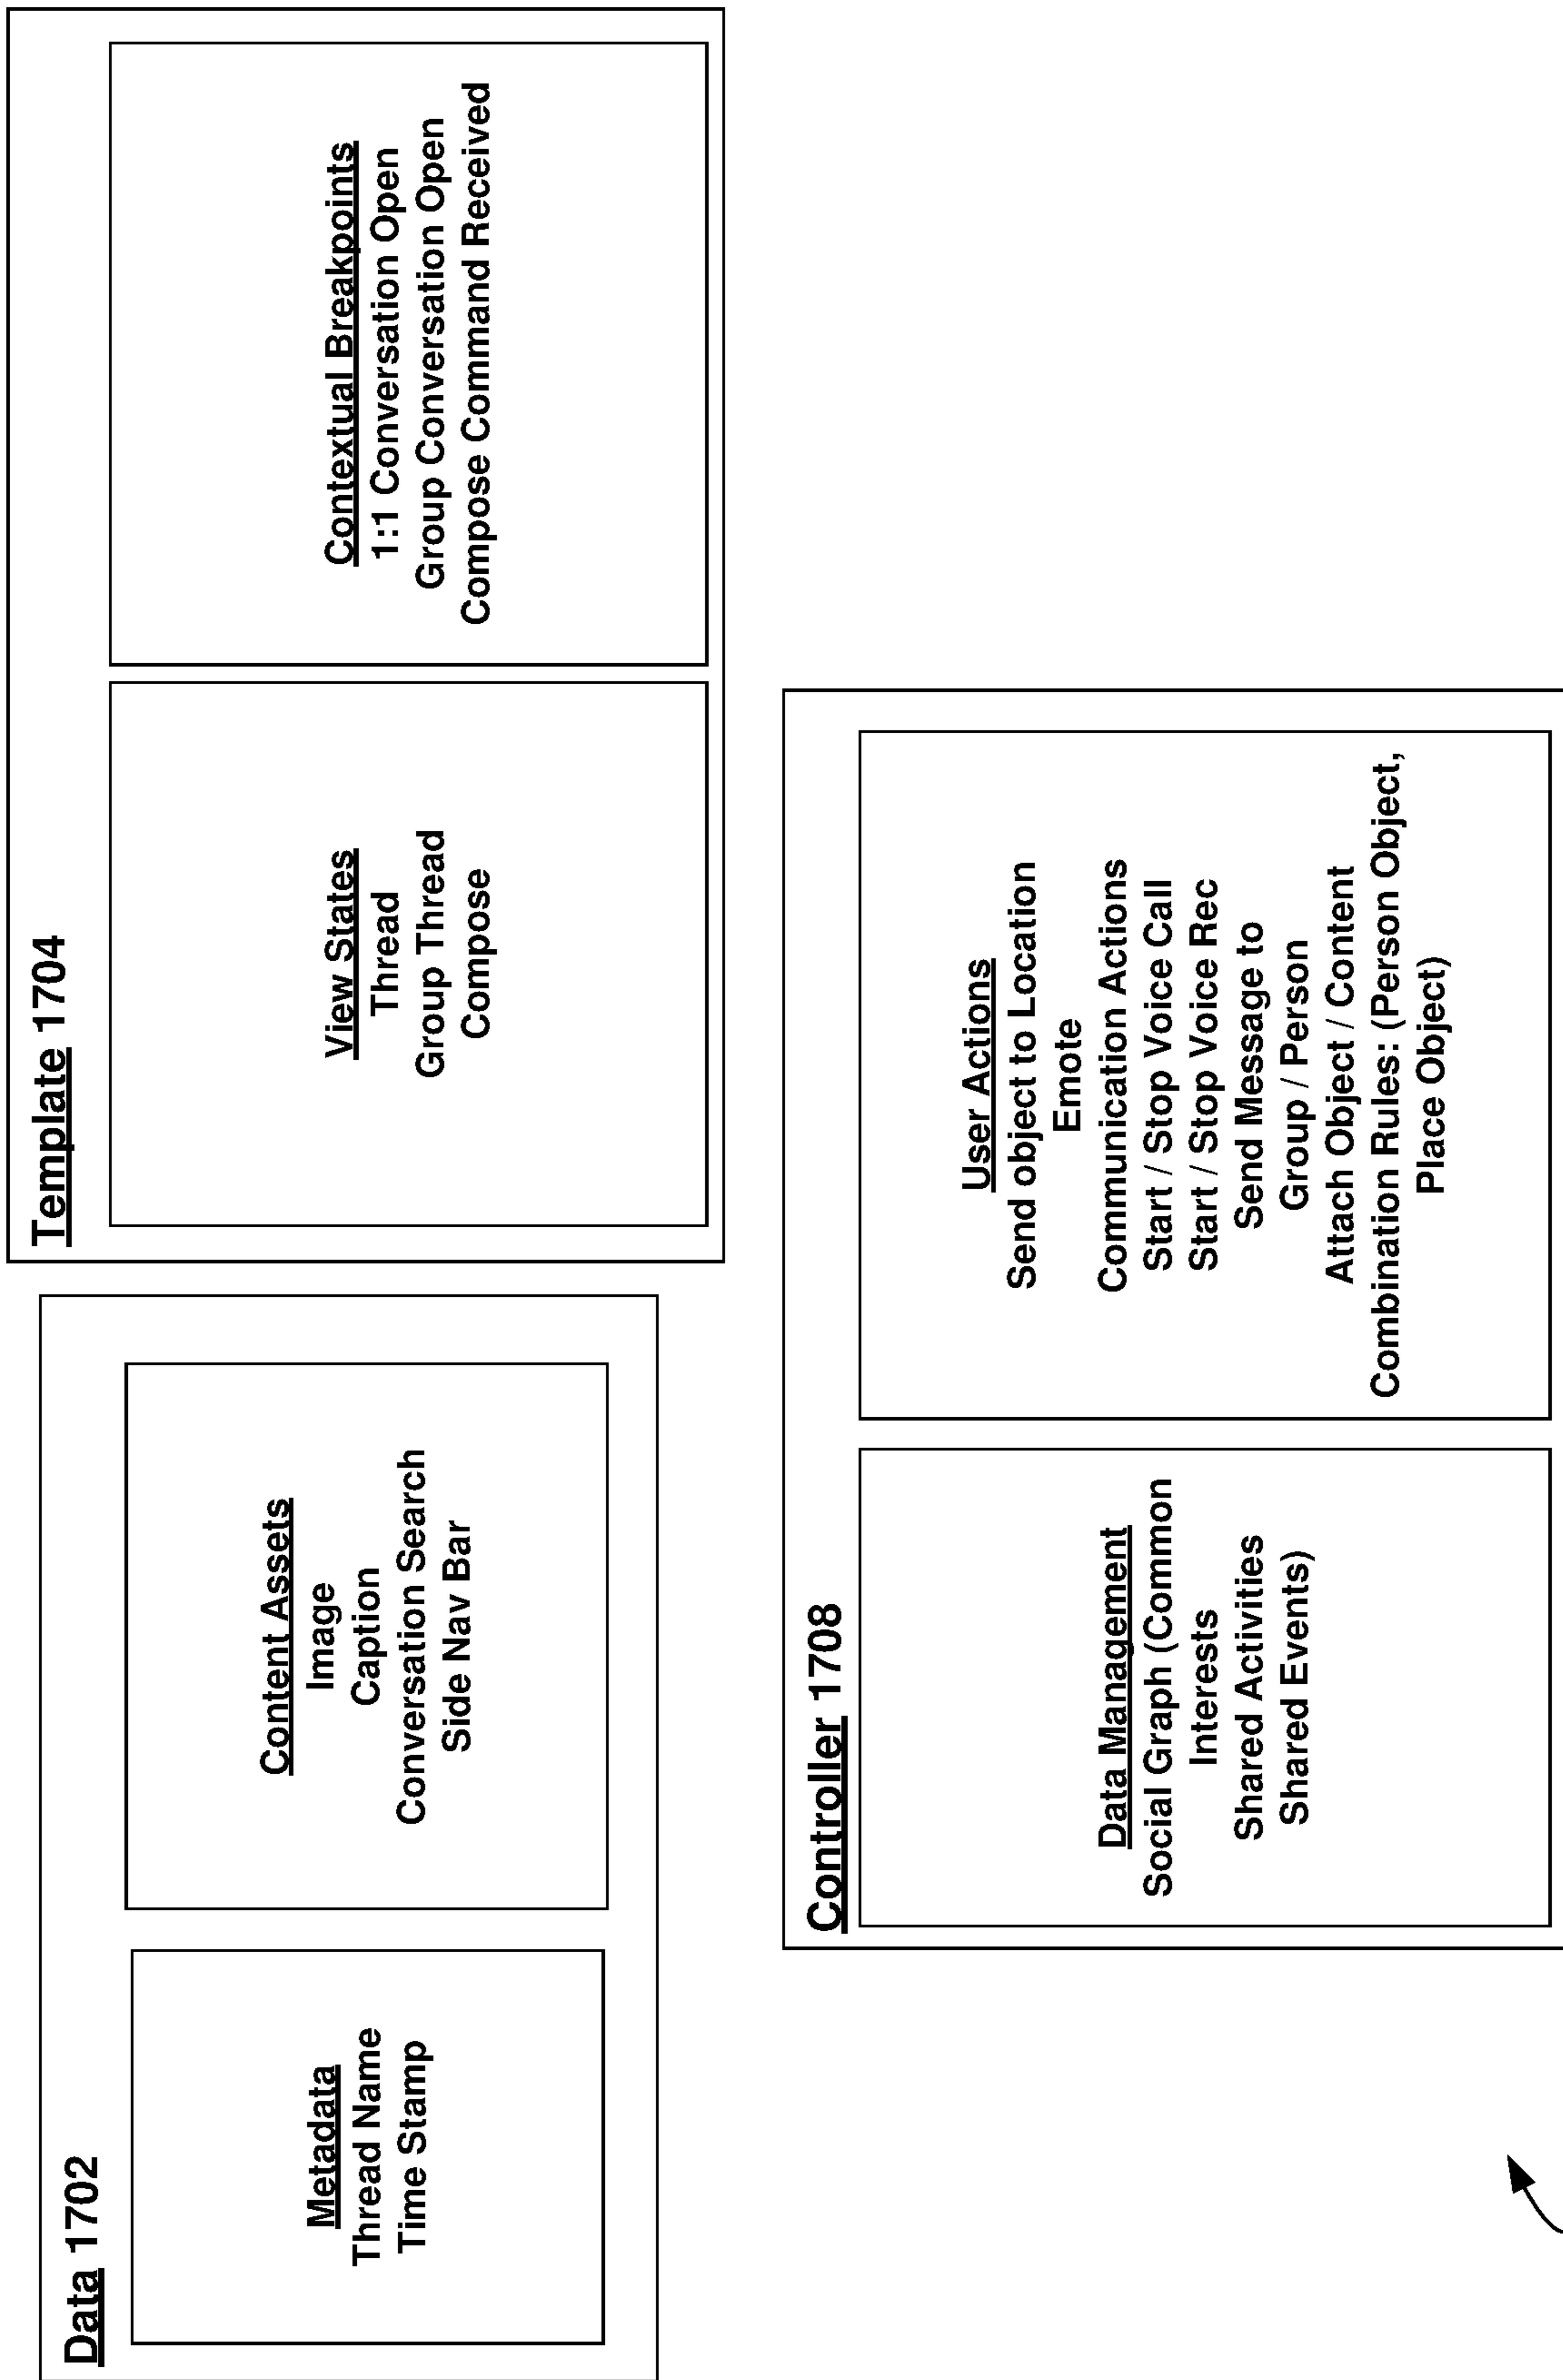 Data 1702
Metadata
Thread Name
Time Stamp
Content Assets
Image
Caption
Conversation Search
Side Nav Bar
Template 1704
View States
Thread
Group Thread
Compose
Contextual Breakpoints
1:1 Conversation Open
Group Conversation Open
Compose Command Received
Controller 1708
Data Management
Social Graph (Common
Interests
Shared Activities
Shared Events)
User Actions
Send object to Location
Emote
Communication Actions
Start / Stop Voice Call
Start / Stop Voice Rec
Send Message to
Group / Person
Attach Object / Content
Combination Rules: (Person Object,
Place Object)